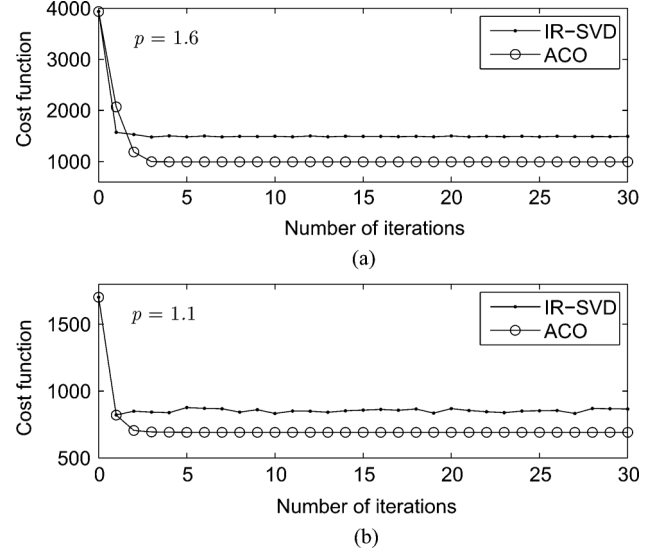 4000
3000
2000
1000
Cost function
p = 1.6
IR−SVD
ACO
0 5 10 15 20 25 30
Number of iterations
(a)
1500
1000
500
Cost function
p = 1.1
IR−SVD
ACO
0 5 10 15 20 25 30
Number of iterations
(b)